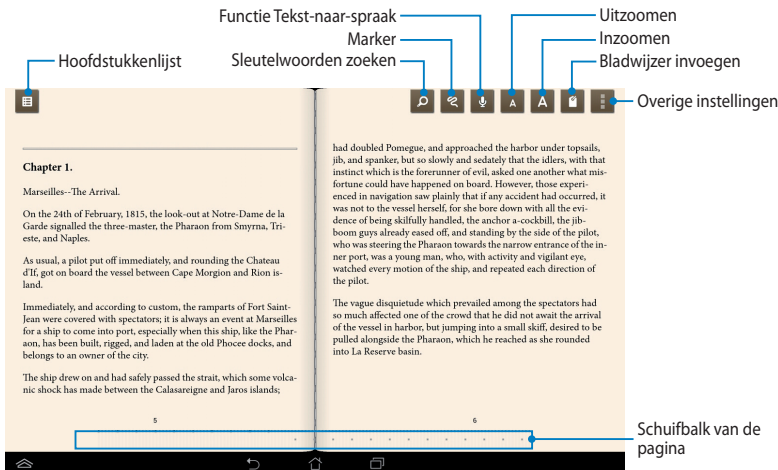 Functie Tekst-naar-spraak
Marker
Sleutelwoorden zoeken
Hoofdstukkenlijst
Uitzoomen
Inzoomen
Bladwijzer invoegen
Overige instellingen
A
A
Chapter 1.
Marseilles--The Arrival.
On the 24th of February, 1815, the look-out at Notre-Dame de la
Garde signalled the three-master, the Pharaon from Smyrna, Tri-
este, and Naples.
As usual, a pilot put off immediately, and rounding the Chateau
d'If, got on board the vessel between Cape Morgion and Rion is-
land.
Immediately, and according to custom, the ramparts of Fort Saint-
Jean were covered with spectators; it is always an event at Marseilles
for a ship to come into port, especially when this ship, like the Phar-
aon, has been built, rigged, and laden at the old Phocee docks, and
belongs to an owner of the city.
The ship drew on and had safely passed the strait, which some volca-
nic shock has made between the Calasareigne and Jaros islands;
5
had doubled Pomegue, and approached the harbor under topsails,
jib, and spanker, but so slowly and sedately that the idlers, with that
instinct which is the forerunner of evil, asked one another what mis-
fortune could have happened on board. However, those experi-
enced in navigation saw plainly that if any accident had occurred, it
was not to the vessel herself, for she bore down with all the evi-
dence of being skilfully handled, the anchor a-cockbill, the jib-
boom guys already eased off, and standing by the side of the pilot,
who was steering the Pharaon towards the narrow entrance of the in-
ner port, was a young man, who, with activity and vigilant eye,
watched every motion of the ship, and repeated each direction of
the pilot.
The vague disquietude which prevailed among the spectators had
so much affected one of the crowd that he did not await the arrival
of the vessel in harbor, but jumping into a small skiff, desired to be
pulled alongside the Pharaon, which he reached as she rounded
into La Reserve basin.
6
Schuifbalk van de
pagina